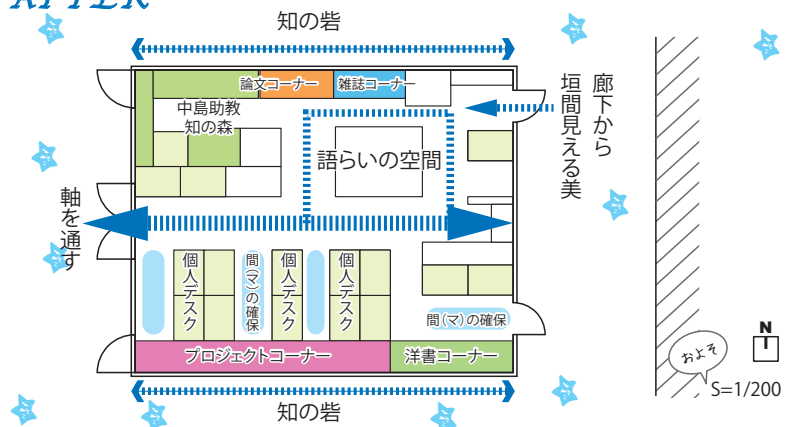 AFTER
知の砦
論文コーナー
雑誌コーナー
中島助教
知の森
語らいの空間
廊下から
垣間見える美
軸を通す
個人デスク
間(マ)の確保
個人デスク
個人デスク
間(マ)の確保
プロジェクトコーナー
洋書コーナー
知の砦
およそ
N
S=1/200